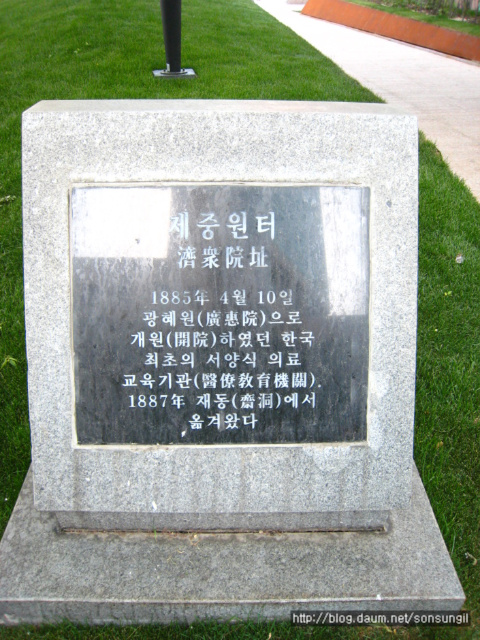 제중원터
濟衆院址
1885年 4월 10일
광혜원(廣惠院)으로
개원(開院)하였던 한국
최초의 서양식 의료
교육기관(醫療敎育機關).
1887年 재동(齋洞)에서
옮겨왔다
http://blog.daum.net/sonsungil